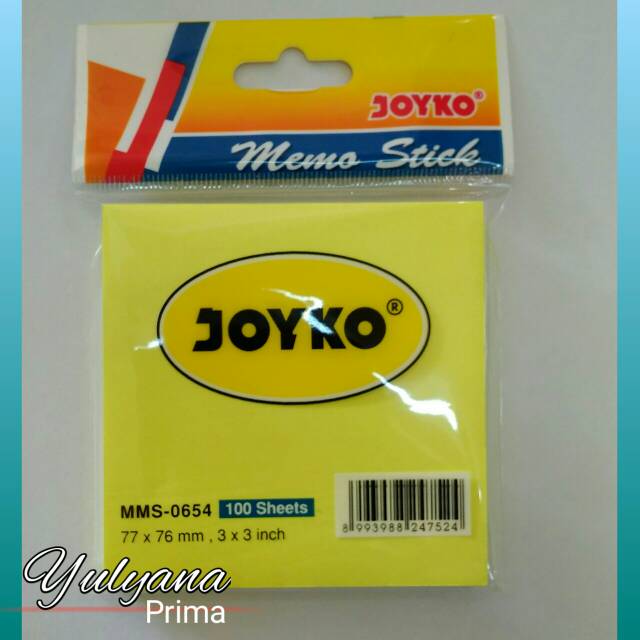 JOYKO®
Memo Stick
JOYKO®
MMS-0654 100 Sheets
77 x 76 mm , 3 x 3 inch
8 993988 247524
Yulyana
Prima